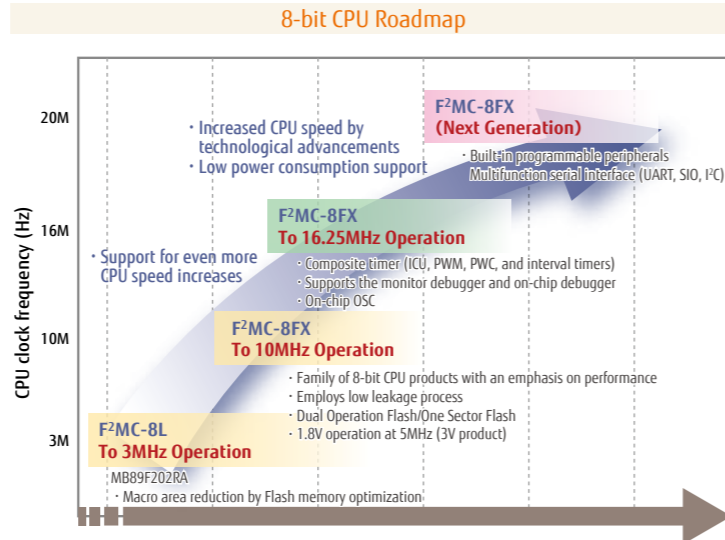 8-bit CPU Roadmap
CPU clock frequency (Hz)
20M
16M
10M
3M
F²MC-8FX
(Next Generation)
・Built-in programmable peripherals
Multifunction serial interface (UART, SIO, I²C)
・Increased CPU speed by
technological advancements
・Low power consumption support
F²MC-8FX
To 16.25MHz Operation
・Composite timer (ICU, PWM, PWC, and interval timers)
・Supports the monitor debugger and on-chip debugger
・On-chip OSC
・Support for even more
CPU speed increases
F²MC-8FX
To 10MHz Operation
・Family of 8-bit CPU products with an emphasis on performance
・Employs low leakage process
・Dual Operation Flash/One Sector Flash
・1.8V operation at 5MHz (3V product)
F²MC-8L
To 3MHz Operation
MB89F202RA
・Macro area reduction by Flash memory optimization